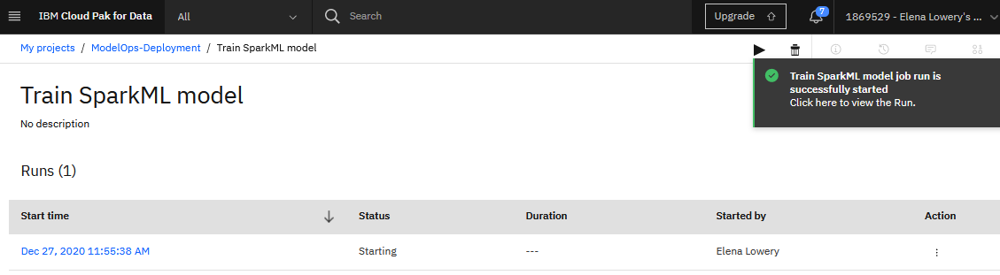 IBM Cloud Pak for Data
All
Search
Upgrade
7
1869529 - Elena Lowery's ...
My projects / ModelOps-Deployment / Train SparkML model
Train SparkML model job run is
successfully started
Click here to view the Run.
Train SparkML model
No description
Runs (1)
Start time Status Duration Started by Action
Dec 27, 2020 11:55:38 AM Starting --- Elena Lowery